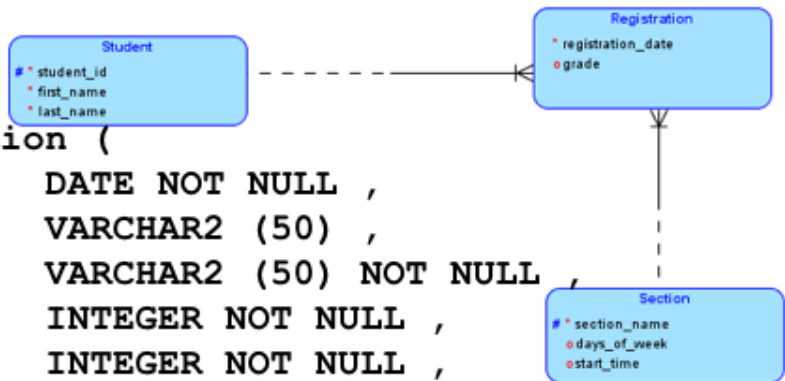 Registration
* registration_date
o grade
Student
# * student_id
* first_name
* last_name
ion (
DATE NOT NULL ,
VARCHAR2 (50) ,
VARCHAR2 (50) NOT NULL ,
INTEGER NOT NULL ,
INTEGER NOT NULL ,
Section
# * section_name
o days_of_week
o start_time